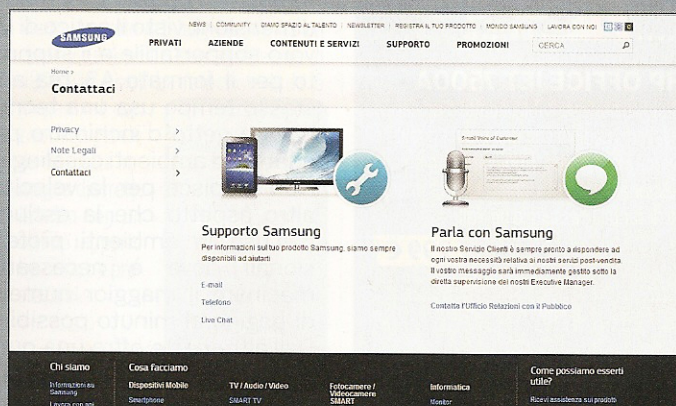 NEWS | COMMUNITY | DIAMO SPAZIO AL TALENTO | NEWSLETTER | REGISTRA IL TUO PRODOTTO | MONDO SAMSUNG | LAVORA CON NOI
SAMSUNG
PRIVATI AZIENDE CONTENUTI E SERVIZI SUPPORTO PROMOZIONI CERCA
Home >
Contattaci
Privacy >
Note Legali >
Contattaci >
Supporto Samsung
Per informazioni sul tuo prodotto Samsung, siamo sempre
disponibili ad aiutarti
E-mail
Telefono
Live Chat
Parla con Samsung
Il nostro Servizio Clienti è sempre pronto a rispondere ad
ogni vostra necessità relativa ai nostri servizi post-vendita.
Il vostro messaggio sarà immediatamente gestito sotto la
diretta supervisione dei nostri Executive Manager.
Contatta l'Ufficio Relazioni con il Pubblico
Chi siamo
Informazioni su
Samsung
Lavora con noi
Cosa facciamo
Dispositivi Mobile
Smartphone
TV / Audio / Video
SMART TV
Fotocamere /
Videocamere
SMART
Informatica
Monitor
Come possiamo esserti
utile?
Ricevi assistenza sui prodotti